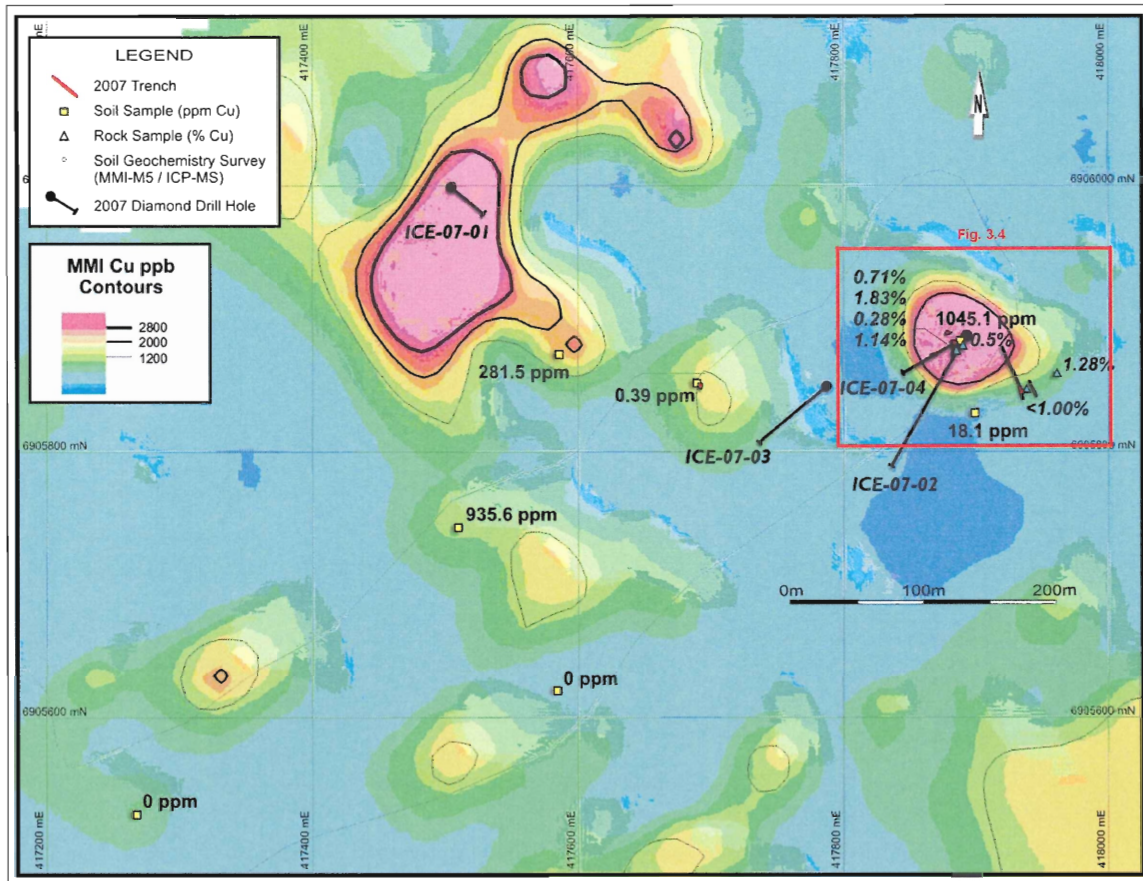 417400 mE
417600 mE
417800 mE
418000 mE
LEGEND
2007 Trench
Soil Sample (ppm Cu)
Rock Sample (% Cu)
Soil Geochemistry Survey
(MMI-M5 / ICP-MS)
2007 Diamond Drill Hole
N
6906000 mN
ICE-07-01
Fig. 3.4
MMI Cu ppb
Contours
2800
2000
1200
0.71%
1.83%
0.28%
1.14%
1045.1 ppm
0.5%
281.5 ppm
1.28%
0.39 ppm
ICE-07-04
<1.00%
18.1 ppm
6905800 mN
6905800 mN
ICE-07-03
ICE-07-02
935.6 ppm
0m
100m
200m
0 ppm
6905600 mN
6905600 mN
0 ppm
417200 mE
417400 mE
417600 mE
417800 mE
418000 mE